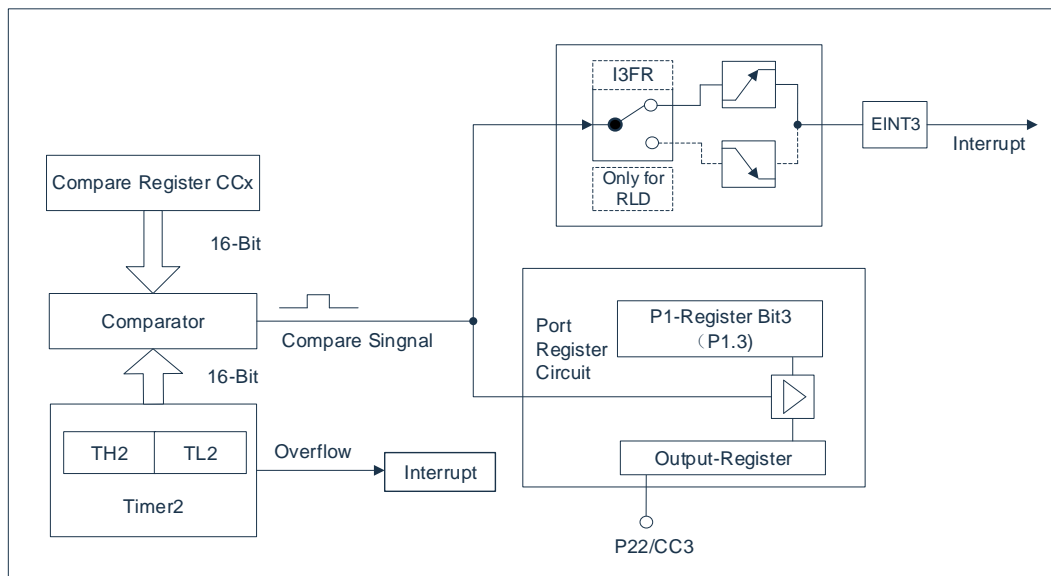 I3FR
Only for
RLD
EINT3
Interrupt
Compare Register CCx
16-Bit
Comparator
Compare Singnal
16-Bit
TH2
TL2
Timer2
Overflow
Interrupt
Port
Register
Circuit
P1-Register Bit3
（P1.3)
Output-Register
P22/CC3